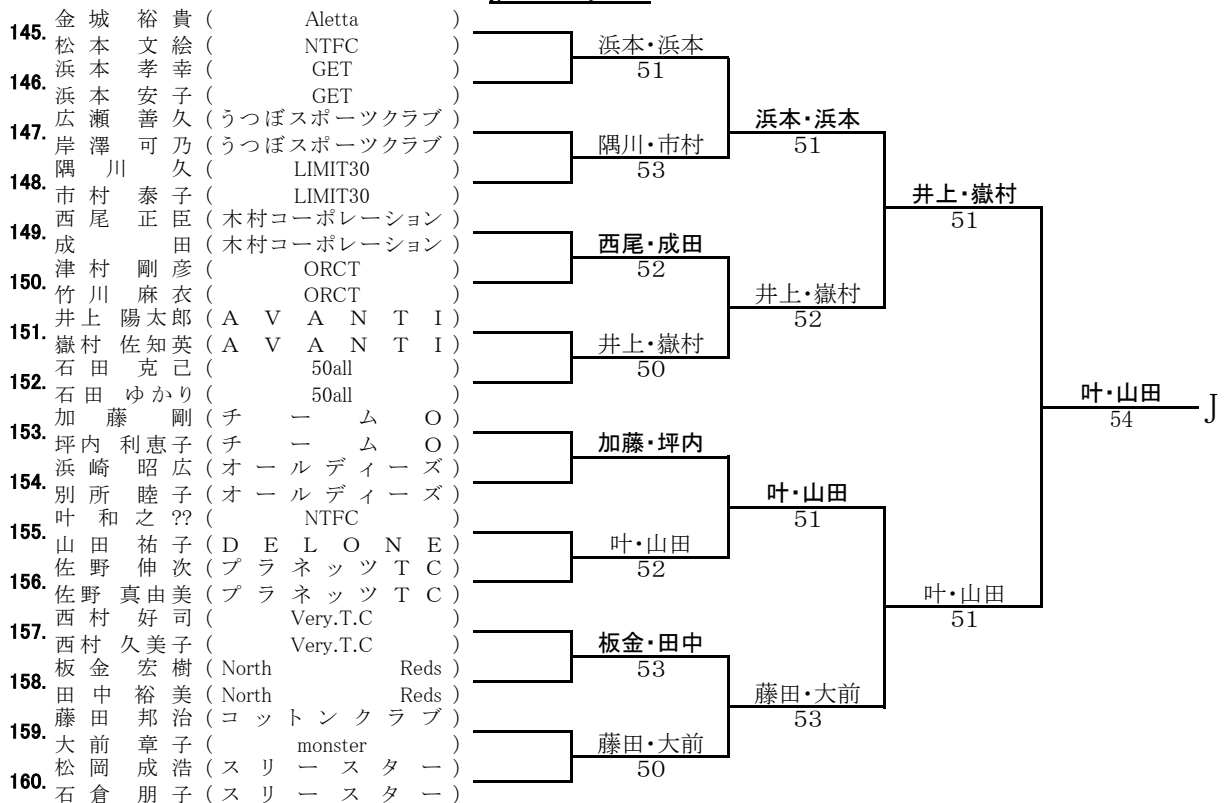 金城 裕貴 ( Aletta )
145.
松本 文絵 ( NTFC )
浜本 孝幸 ( GET )
146.
浜本 安子 ( GET )
広瀬 善久 ( うつぼスポーツクラブ )
147.
岸澤 可乃 ( うつぼスポーツクラブ )
隅川 久 ( LIMIT30 )
148.
市村 泰子 ( LIMIT30 )
西尾 正臣 ( 木村コーポレーション )
149.
成 田 ( 木村コーポレーション )
津村 剛彦 ( ORCT )
150.
竹川 麻衣 ( ORCT )
井上 陽太郎 ( AVANTI )
151.
嶽村 佐知英 ( AVANTI )
石田 克己 ( 50all )
152.
石田 ゆかり ( 50all )
加藤 剛 ( チームO )
153.
坪内 利恵子 ( チームO )
浜崎 昭広 ( オールディーズ )
154.
別所 睦子 ( オールディーズ )
叶 和之?? ( NTFC )
155.
山田 祐子 ( DELONE )
佐野 伸次 ( プラネッツTC )
156.
佐野 真由美 ( プラネッツTC )
西村 好司 ( Very.T.C )
157.
西村 久美子 ( Very.T.C )
板金 宏樹 ( North Reds )
158.
田中 裕美 ( North Reds )
藤田 邦治 ( コットンクラブ )
159.
大前 章子 ( monster )
松岡 成浩 ( スリースター )
160.
石倉 朋子 ( スリースター )
浜本・浜本
51
隅川・市村
53
西尾・成田
52
井上・嶽村
50
加藤・坪内
叶・山田
52
板金・田中
53
藤田・大前
50
浜本・浜本
51
井上・嶽村
52
叶・山田
51
藤田・大前
53
井上・嶽村
51
叶・山田
51
叶・山田
54
J